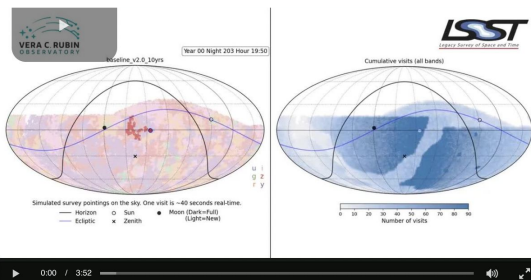 VERA C. RUBIN
OBSERVATORY
LSST
Legacy Survey of Space and Time
Year 00 Night 203 Hour 19:50
baseline_v2.0_10yrs
Cumulative visits (all bands)
u i
g z
r y
Simulated survey pointings on the sky. One visit is ~40 seconds real-time.
Horizon Sun Moon (Dark=Full)
(Light=New)
Ecliptic Zenith
0 10 20 30 40 50 60 70 80 90
Number of visits
0:00 / 3:52